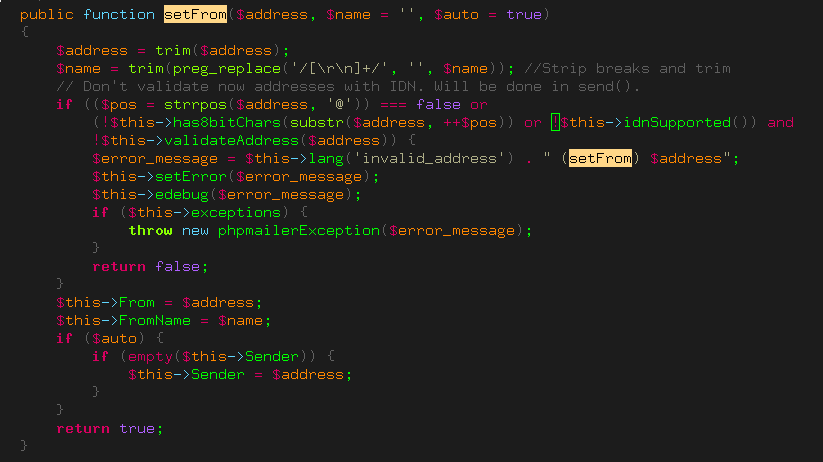 public function setFrom($address, $name = '', $auto = true)
{
$address = trim($address);
$name = trim(preg_replace('/[\r\n]+/', '', $name)); //Strip breaks and trim
// Don't validate now addresses with IDN. Will be done in send().
if (($pos = strrpos($address, '@')) === false or
(!$this->has8bitChars(substr($address, ++$pos)) or !$this->idnSupported()) and
!$this->validateAddress($address)) {
$error_message = $this->lang('invalid_address') . " (setFrom) $address";
$this->setError($error_message);
$this->edebug($error_message);
if ($this->exceptions) {
throw new phpmailerException($error_message);
}
return false;
}
$this->From = $address;
$this->FromName = $name;
if ($auto) {
if (empty($this->Sender)) {
$this->Sender = $address;
}
}
return true;
}